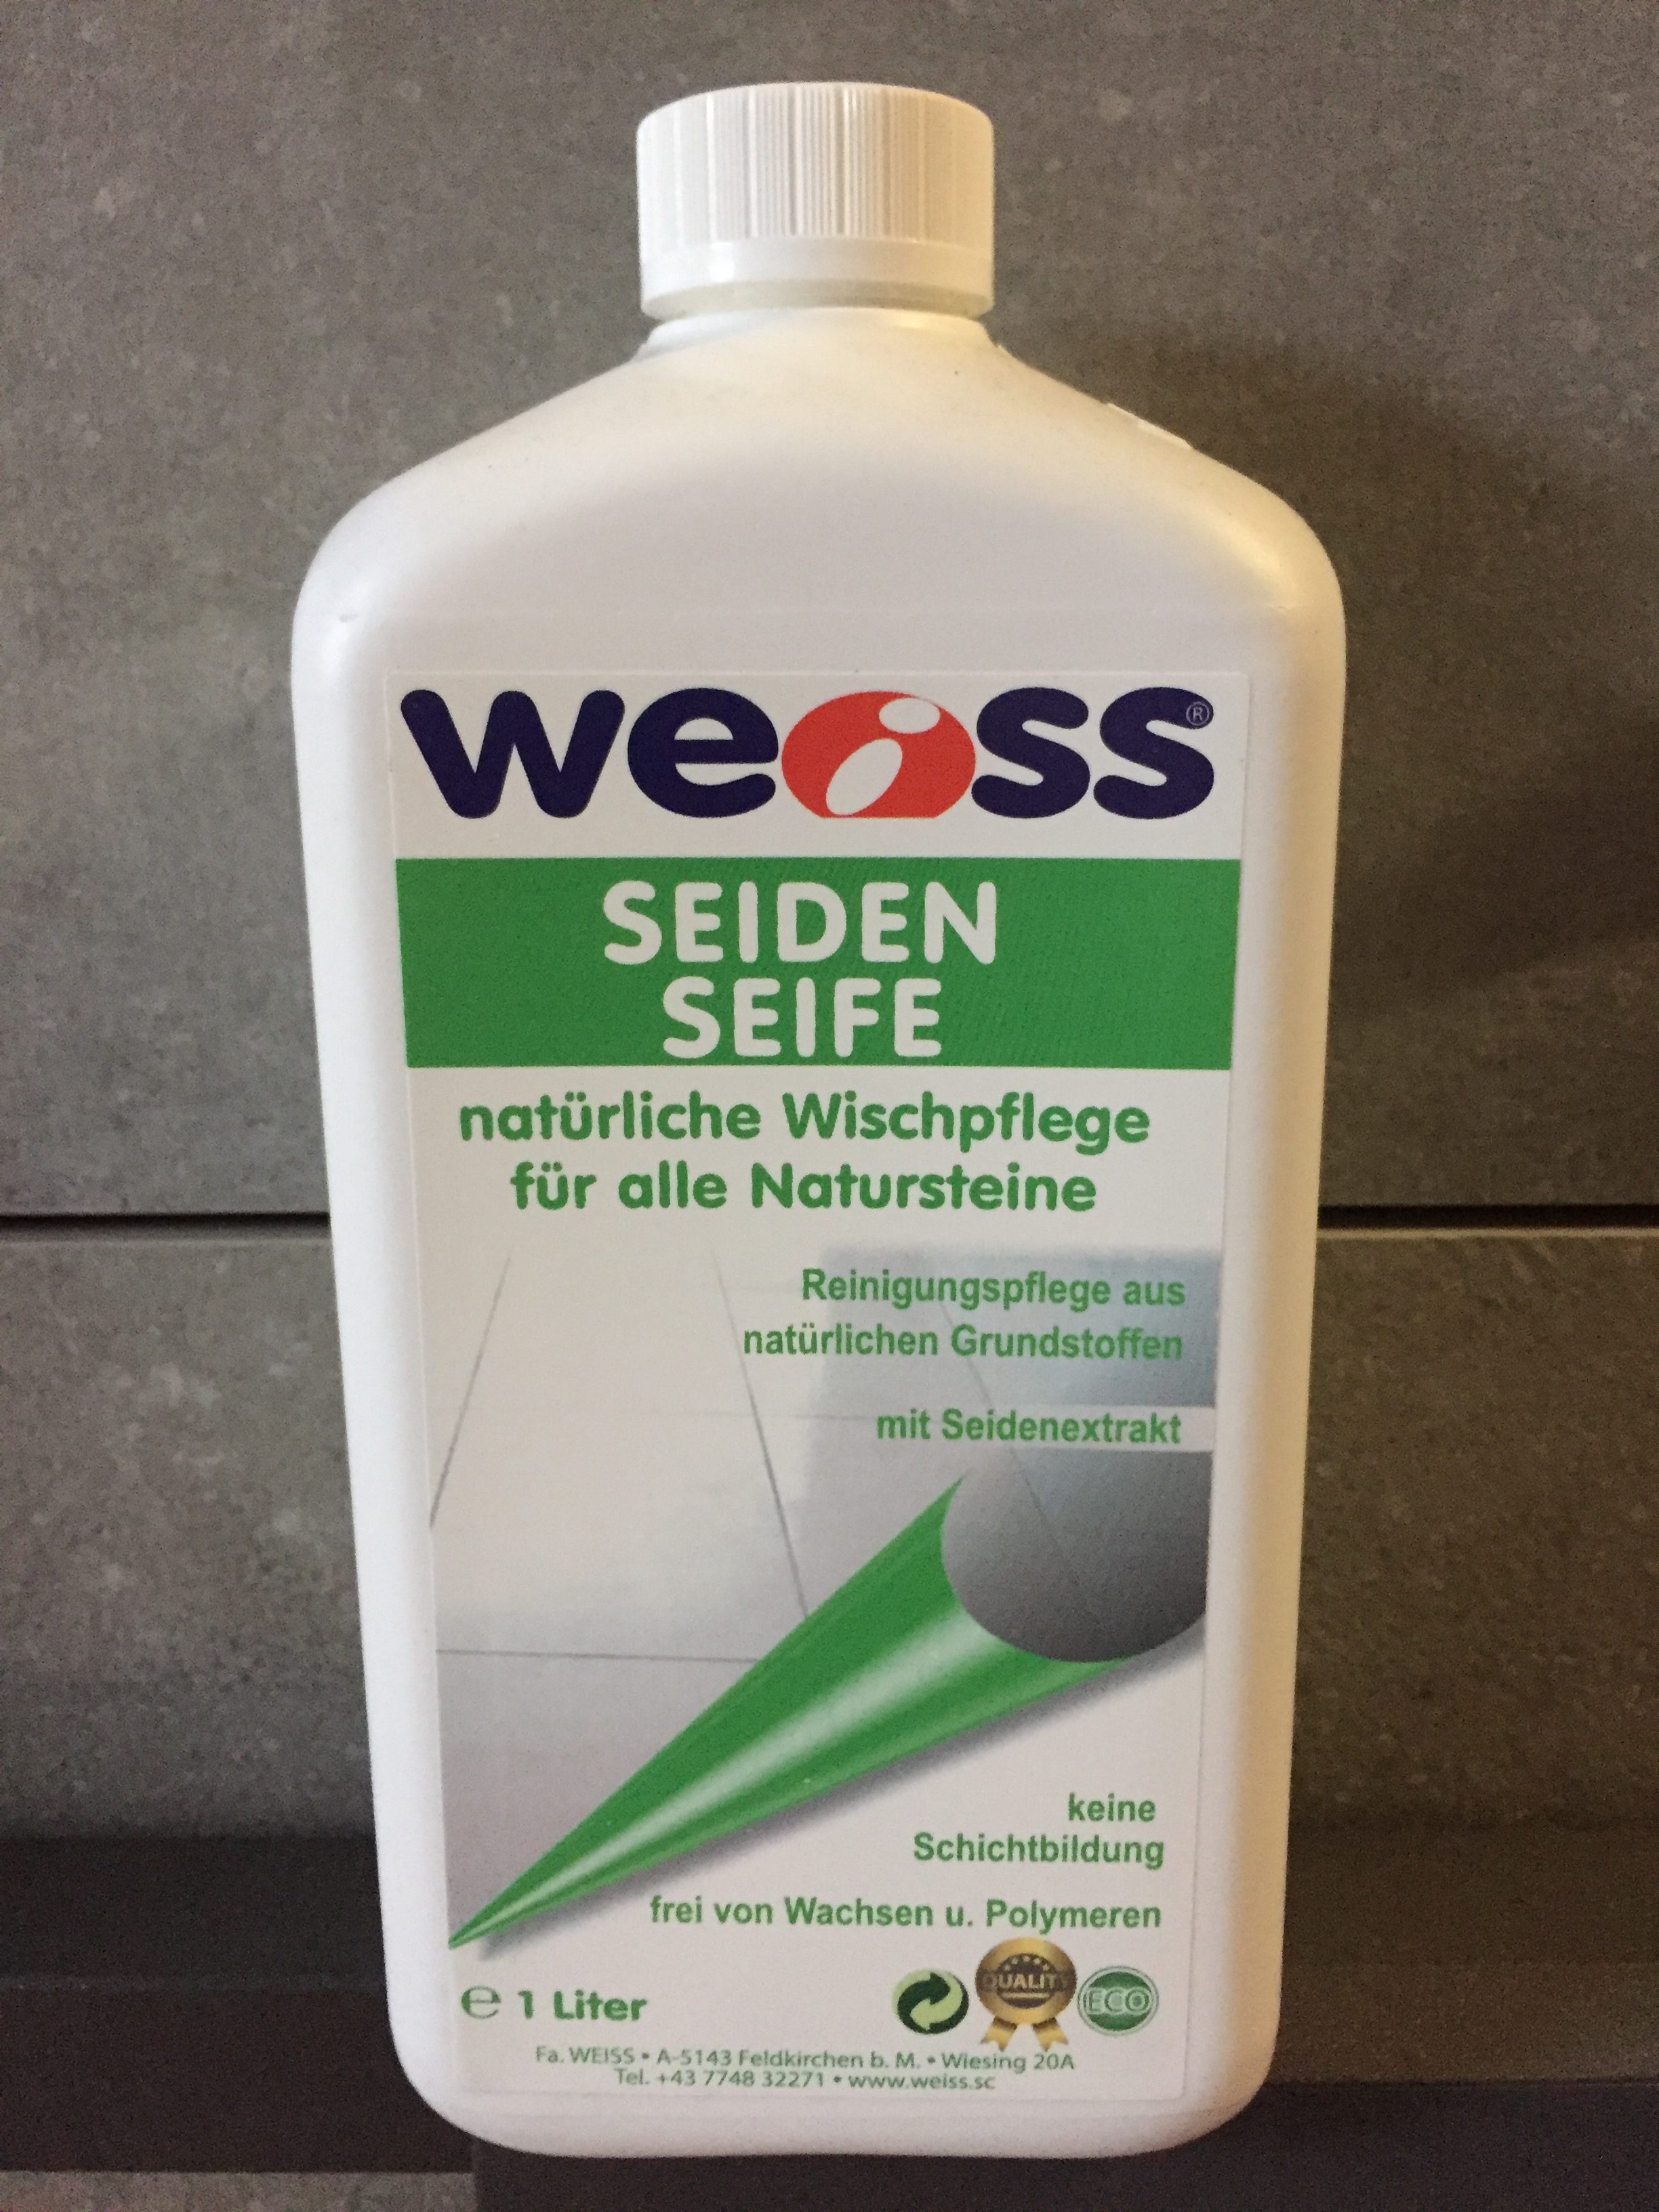 weiss®
SEIDEN
SEIFE
natürliche Wischpflege
für alle Natursteine
Reinigungspflege aus
natürlichen Grundstoffen
mit Seidenextrakt
keine
Schichtbildung
frei von Wachsen u. Polymeren
QUALITY
ECO
℮ 1 Liter
Fa. WEISS • A-5143 Feldkirchen b. M. • Wiesing 20A
Tel. +43 7748 32271 • www.weiss.sc